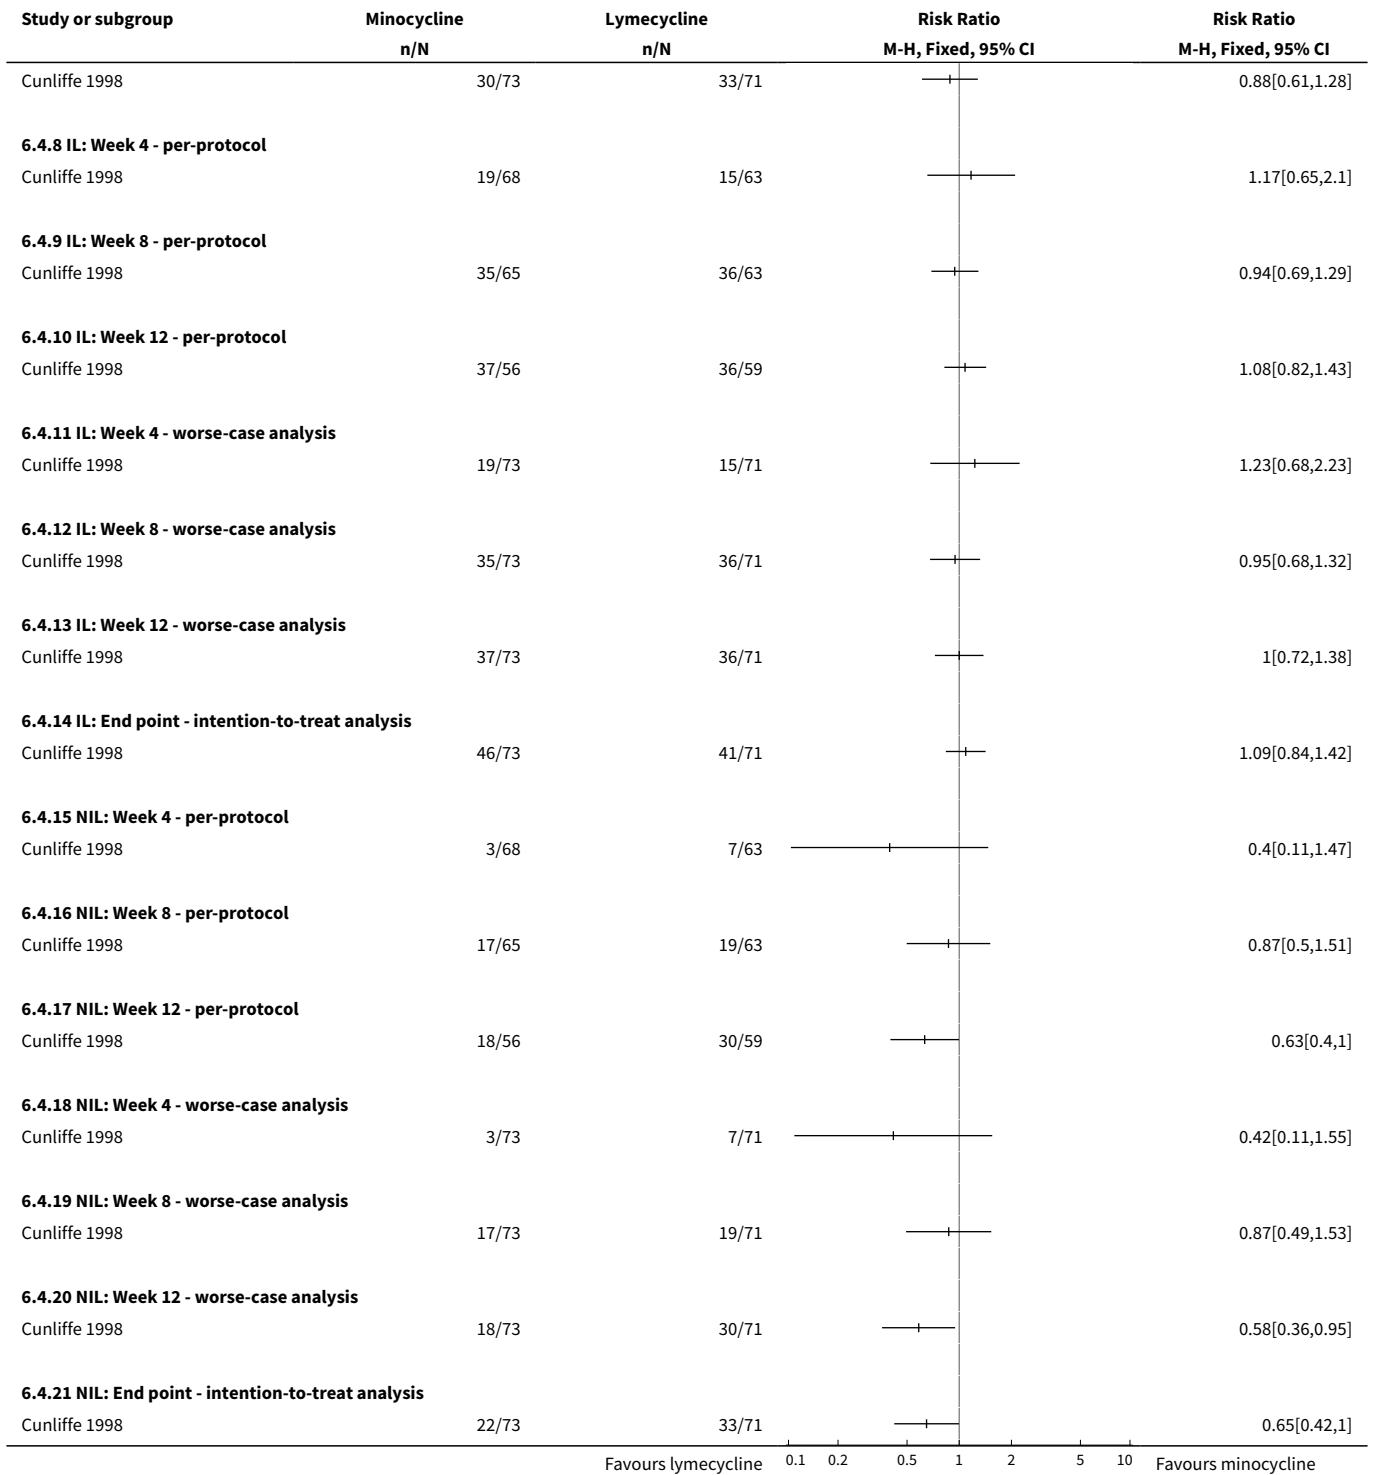 Study or subgroup Minocycline Lymecycline Risk Ratio Risk Ratio
n/N n/N M-H, Fixed, 95% CI M-H, Fixed, 95% CI
Cunliffe 1998 30/73 33/71 0.88[0.61,1.28]
6.4.8 IL: Week 4 - per-protocol
Cunliffe 1998 19/68 15/63 1.17[0.65,2.1]
6.4.9 IL: Week 8 - per-protocol
Cunliffe 1998 35/65 36/63 0.94[0.69,1.29]
6.4.10 IL: Week 12 - per-protocol
Cunliffe 1998 37/56 36/59 1.08[0.82,1.43]
6.4.11 IL: Week 4 - worse-case analysis
Cunliffe 1998 19/73 15/71 1.23[0.68,2.23]
6.4.12 IL: Week 8 - worse-case analysis
Cunliffe 1998 35/73 36/71 0.95[0.68,1.32]
6.4.13 IL: Week 12 - worse-case analysis
Cunliffe 1998 37/73 36/71 1[0.72,1.38]
6.4.14 IL: End point - intention-to-treat analysis
Cunliffe 1998 46/73 41/71 1.09[0.84,1.42]
6.4.15 NIL: Week 4 - per-protocol
Cunliffe 1998 3/68 7/63 0.4[0.11,1.47]
6.4.16 NIL: Week 8 - per-protocol
Cunliffe 1998 17/65 19/63 0.87[0.5,1.51]
6.4.17 NIL: Week 12 - per-protocol
Cunliffe 1998 18/56 30/59 0.63[0.4,1]
6.4.18 NIL: Week 4 - worse-case analysis
Cunliffe 1998 3/73 7/71 0.42[0.11,1.55]
6.4.19 NIL: Week 8 - worse-case analysis
Cunliffe 1998 17/73 19/71 0.87[0.49,1.53]
6.4.20 NIL: Week 12 - worse-case analysis
Cunliffe 1998 18/73 30/71 0.58[0.36,0.95]
6.4.21 NIL: End point - intention-to-treat analysis
Cunliffe 1998 22/73 33/71 0.65[0.42,1]
Favours lymecycline 0.1 0.2 0.5 1 2 5 10 Favours minocycline